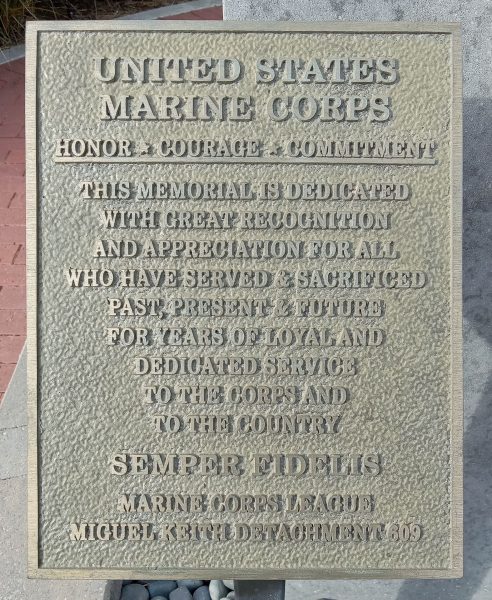 UNITED STATES
MARINE CORPS
HONOR ★ COURAGE ★ COMMITMENT
THIS MEMORIAL IS DEDICATED
WITH GREAT RECOGNITION
AND APPRECIATION FOR ALL
WHO HAVE SERVED & SACRIFICED
PAST, PRESENT & FUTURE
FOR YEARS OF LOYAL AND
DEDICATED SERVICE
TO THE CORPS AND
TO THE COUNTRY
SEMPER FIDELIS
MARINE CORPS LEAGUE
MIGUEL KEITH DETACHMENT 609